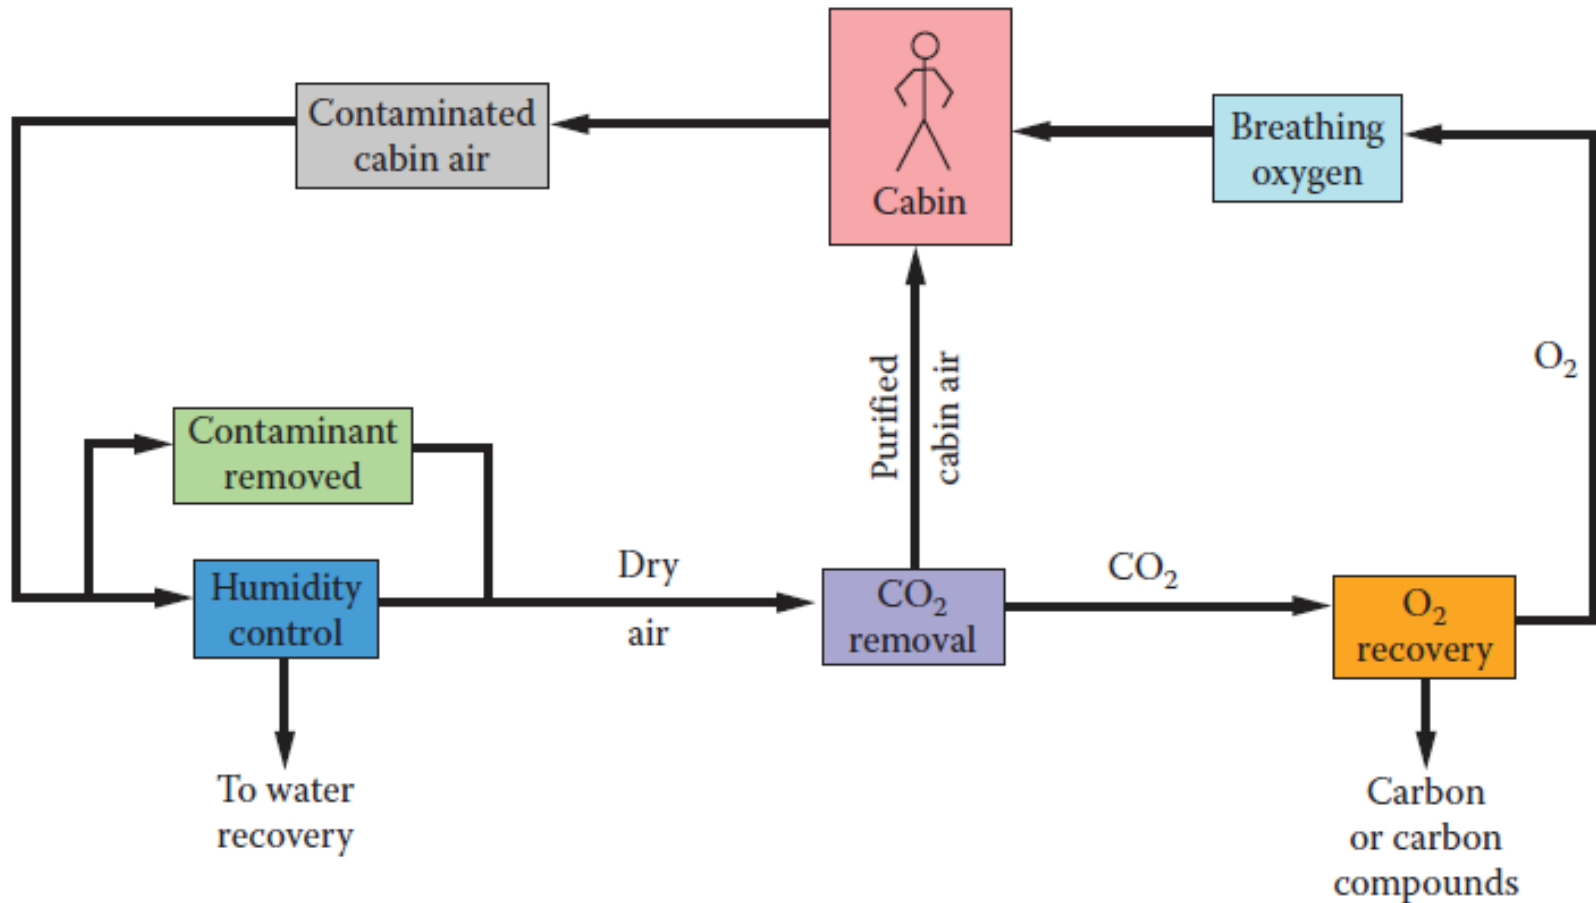 Contaminated
cabin air
Cabin
Breathing
oxygen
O₂
Purified
cabin air
Contaminant
removed
Humidity
control
Dry
air
CO₂
removal
CO₂
O₂
recovery
To water
recovery
Carbon
or carbon
compounds